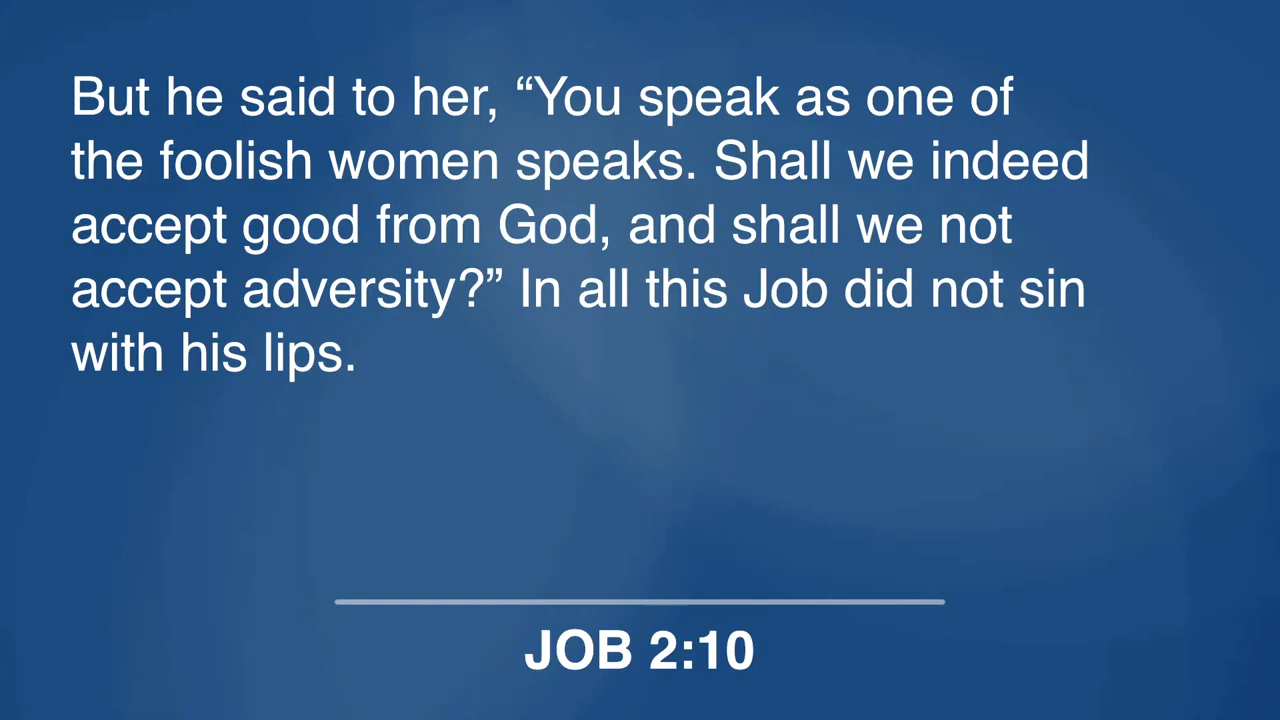 But he said to her, “You speak as one of
the foolish women speaks. Shall we indeed
accept good from God, and shall we not
accept adversity?” In all this Job did not sin
with his lips.
JOB 2:10